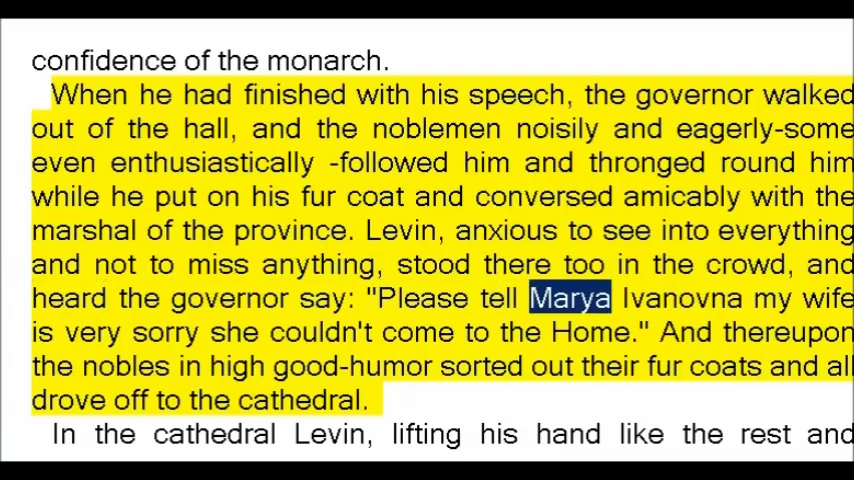 confidence of the monarch.
When he had finished with his speech, the governor walked
out of the hall, and the noblemen noisily and eagerly-some
even enthusiastically -followed him and thronged round him
while he put on his fur coat and conversed amicably with the
marshal of the province. Levin, anxious to see into everything
and not to miss anything, stood there too in the crowd, and
heard the governor say: "Please tell Marya Ivanovna my wife
is very sorry she couldn't come to the Home." And thereupon
the nobles in high good-humor sorted out their fur coats and all
drove off to the cathedral.
In the cathedral Levin, lifting his hand like the rest and